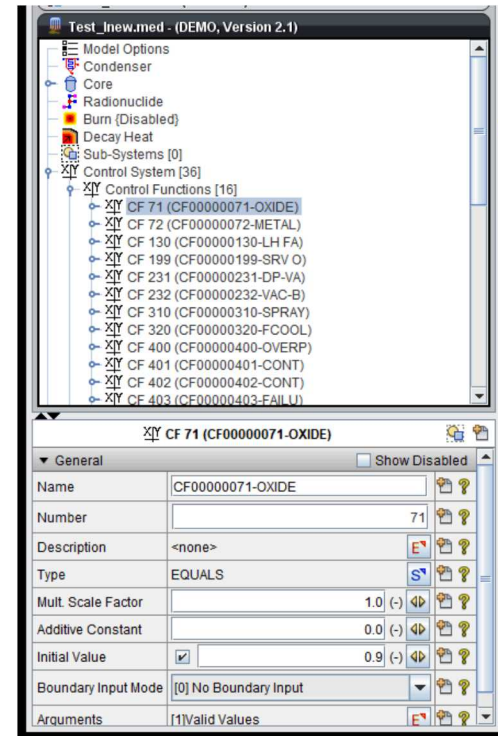 Test_Inew.med - (DEMO, Version 2.1)
Model Options
Condenser
Core
Radionuclide
Burn {Disabled}
Decay Heat
Sub-Systems [0]
Control System [36]
Control Functions [16]
CF 71 (CF00000071-OXIDE)
CF 72 (CF00000072-METAL)
CF 130 (CF00000130-LH FA)
CF 199 (CF00000199-SRV O)
CF 231 (CF00000231-DP-VA)
CF 232 (CF00000232-VAC-B)
CF 310 (CF00000310-SPRAY)
CF 320 (CF00000320-FCOOL)
CF 400 (CF00000400-OVERP)
CF 401 (CF00000401-CONT)
CF 402 (CF00000402-CONT)
CF 403 (CF00000403-FAILU)
CF 71 (CF00000071-OXIDE)
General Show Disabled
Name CF00000071-OXIDE
Number 71
Description <none> E
Type EQUALS S
Mult. Scale Factor 1.0 (-)
Additive Constant 0.0 (-)
Initial Value 0.9 (-)
Boundary Input Mode [0] No Boundary Input
Arguments [1]Valid Values E